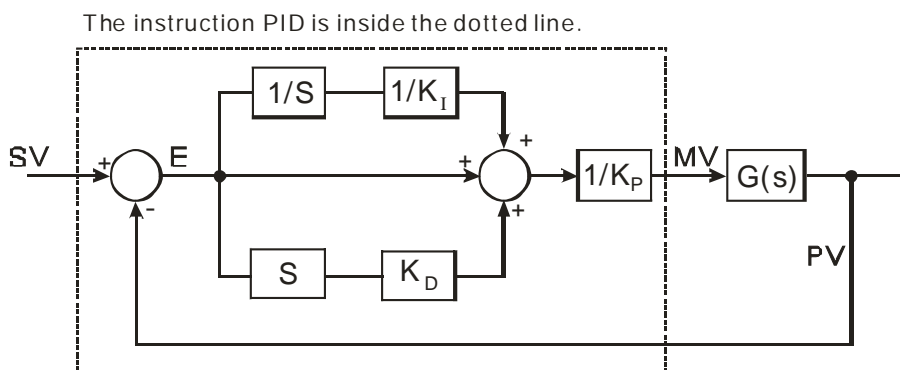 The instruction PID is inside the dotted line.
1/S
1/K_I
+
SV
+
E
+
MV
1/K_P
G(s)
-
+
PV
S
K_D